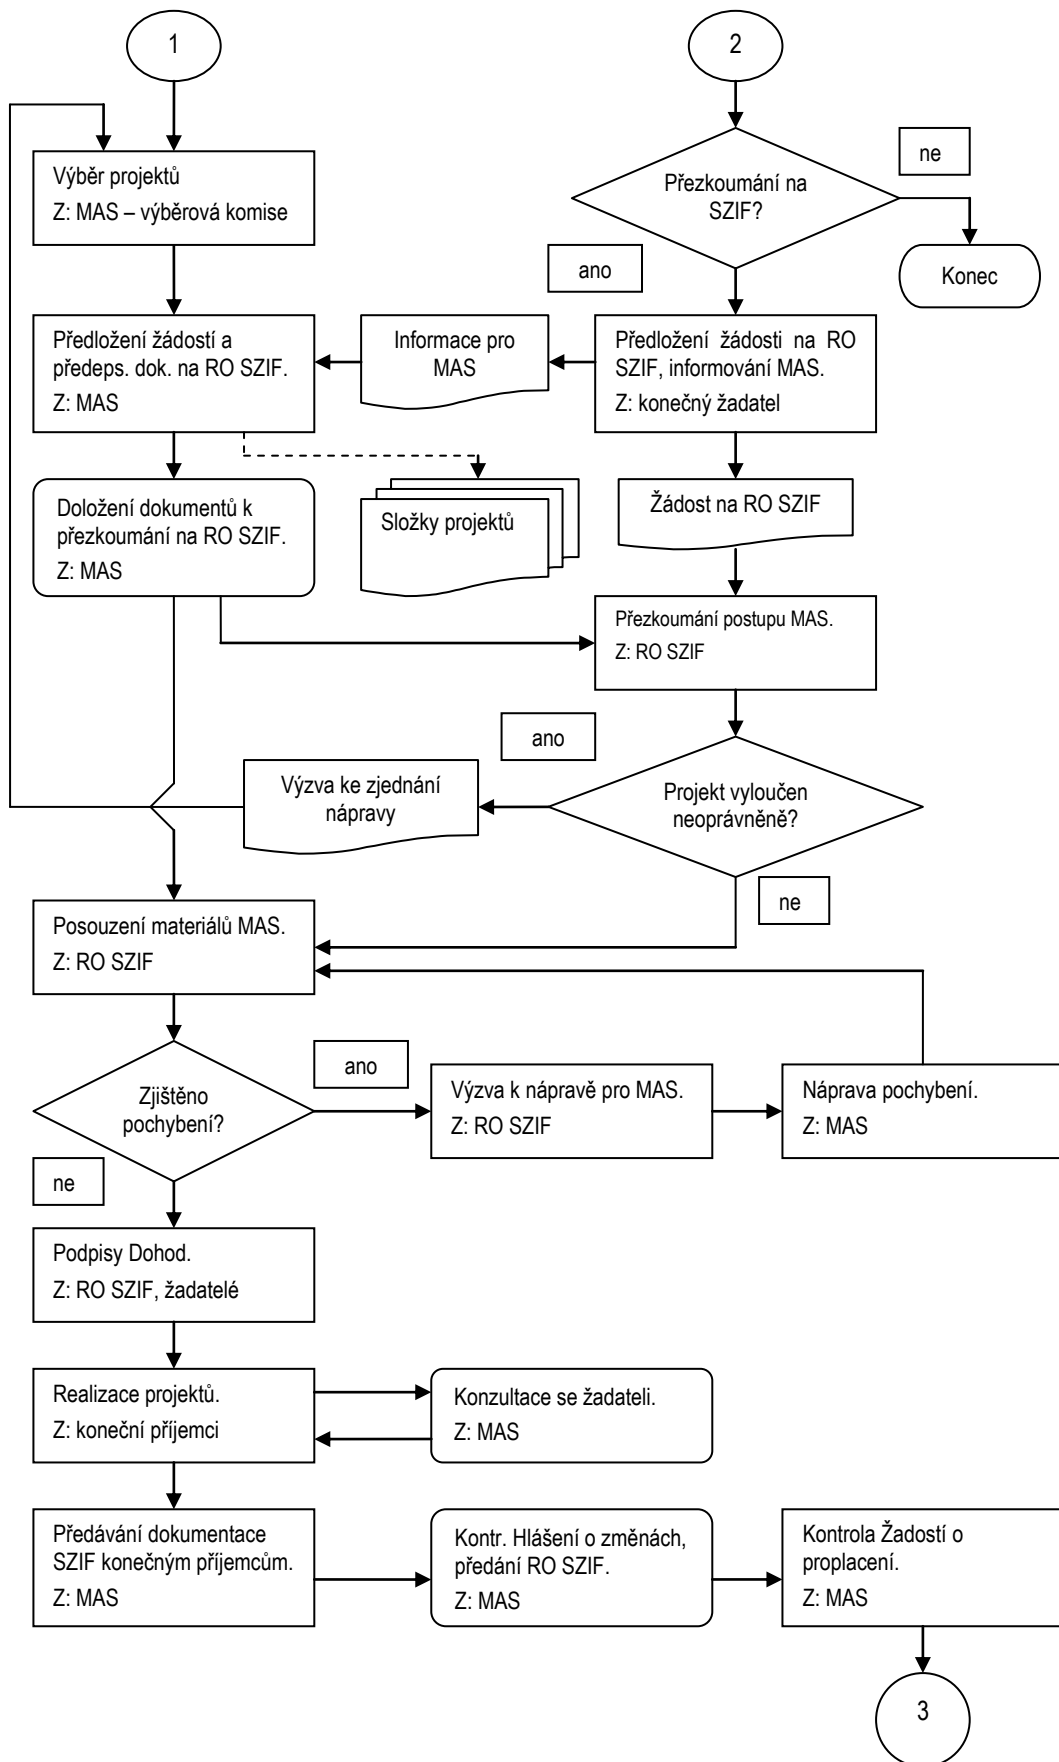 1
2
ne
Výběr projektů
Z: MAS – výběrová komise
Přezkoumání na
SZIF?
ano
Konec
Předložení žádostí a
předeps. dok. na RO SZIF.
Z: MAS
Informace pro
MAS
Předložení žádosti na RO
SZIF, informování MAS.
Z: konečný žadatel
Doložení dokumentů k
přezkoumání na RO SZIF.
Z: MAS
Složky projektů
Žádost na RO SZIF
Přezkoumání postupu MAS.
Z: RO SZIF
ano
Výzva ke zjednání
nápravy
Projekt vyloučen
neoprávněně?
ne
Posouzení materiálů MAS.
Z: RO SZIF
Zjištěno
pochybení?
ano
Výzva k nápravě pro MAS.
Z: RO SZIF
Náprava pochybení.
Z: MAS
ne
Podpisy Dohod.
Z: RO SZIF, žadatelé
Realizace projektů.
Z: koneční příjemci
Konzultace se žadateli.
Z: MAS
Předávání dokumentace
SZIF konečným příjemcům.
Z: MAS
Kontr. Hlášení o změnách,
předání RO SZIF.
Z: MAS
Kontrola Žadostí o
proplacení.
Z: MAS
3